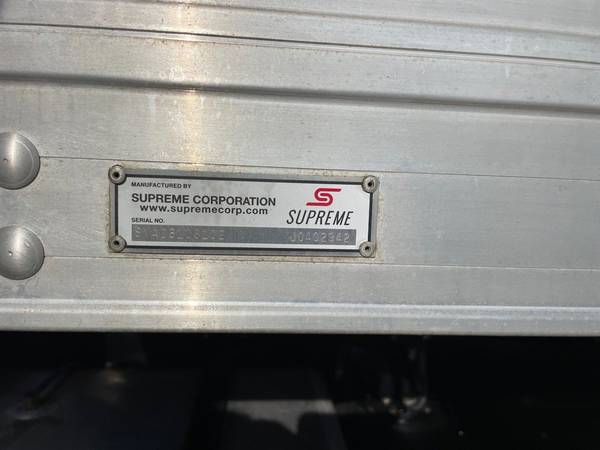 MANUFACTURED BY
SUPREME CORPORATION
www.supremecorp.com
SUPREME
SERIAL NO.
J0402942